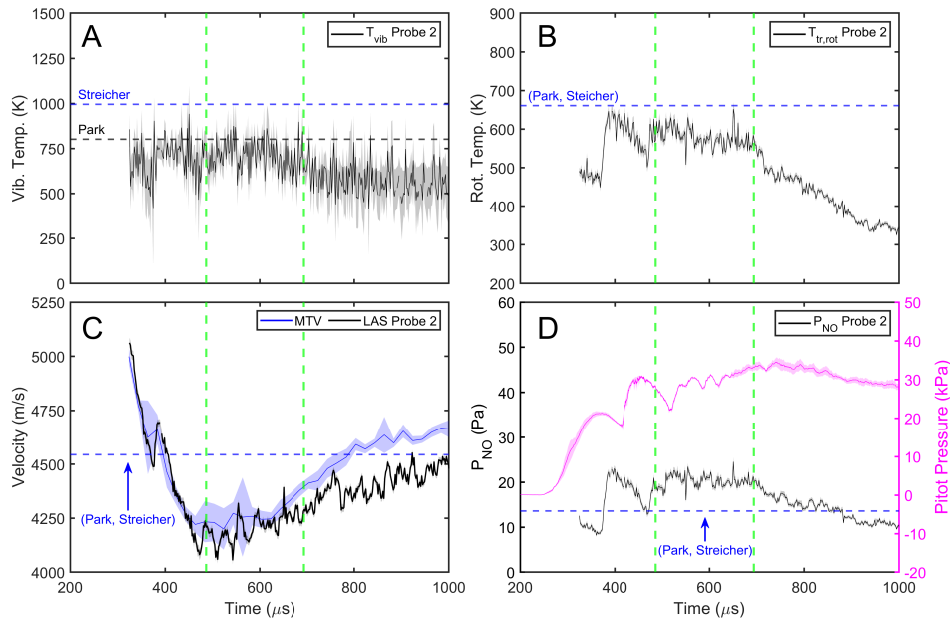 A
T_vib Probe 2
Streicher
Park
Vib. Temp. (K)
1500
1250
1000
750
500
250
0
B
T_tr,rot
(Park, Steicher)
Rot. Temp. (K)
900
800
700
600
500
400
300
200
C
MTV
LAS Probe 2
(Park, Streicher)
Velocity (m/s)
5250
5000
4750
4500
4250
4000
200
400
600
800
1000
Time (μs)
D
P_NO Probe 2
(Park, Streicher)
P_NO (Pa)
60
50
40
30
20
10
0
50
40
30
20
10
0
-10
-20
Pitot Pressure (kPa)
200
400
600
800
1000
Time (μs)